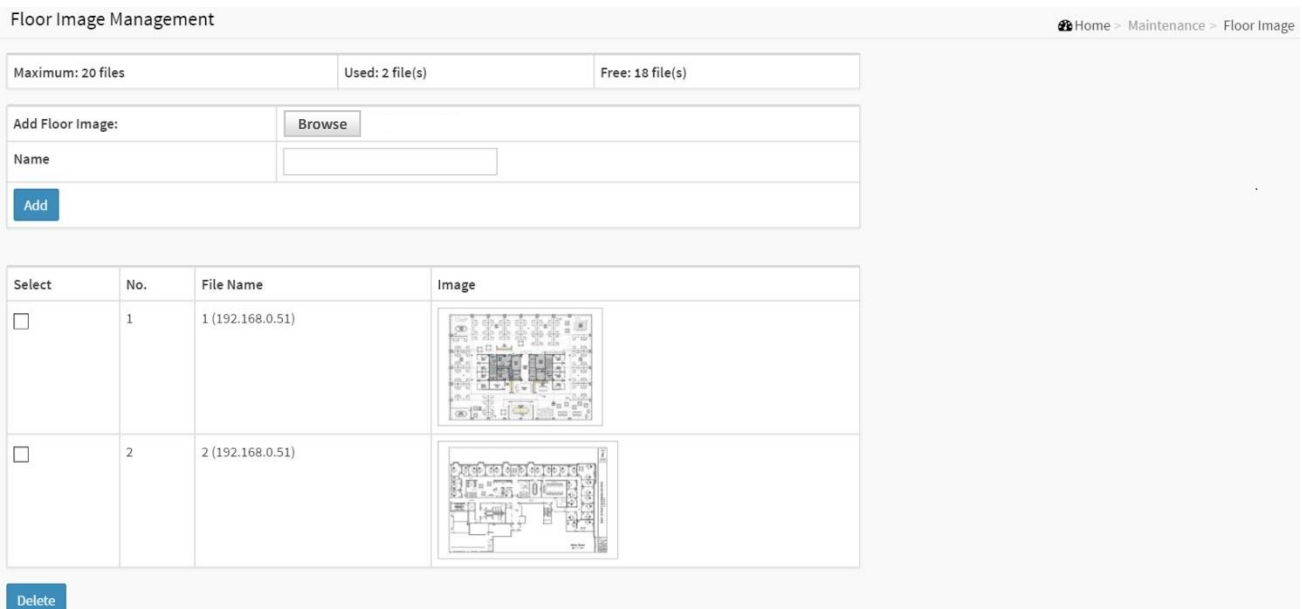 Floor Image Management
Home > Maintenance > Floor Image
Maximum: 20 files Used: 2 file(s) Free: 18 file(s)
Add Floor Image: Browse
Name
Add
Select No. File Name Image
1 1 (192.168.0.51)
2 2 (192.168.0.51)
Delete